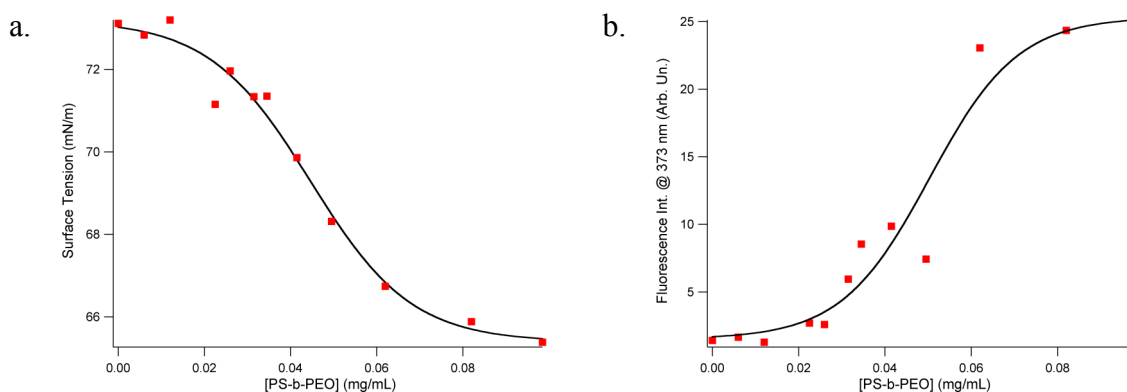 a.
Surface Tension (mN/m)
72
70
68
66
0.00 0.02 0.04 0.06 0.08
[PS-b-PEO] (mg/mL)
b.
Fluorescence Int. @ 373 nm (Arb. Un.)
25
20
15
10
5
0.00 0.02 0.04 0.06 0.08
[PS-b-PEO] (mg/mL)